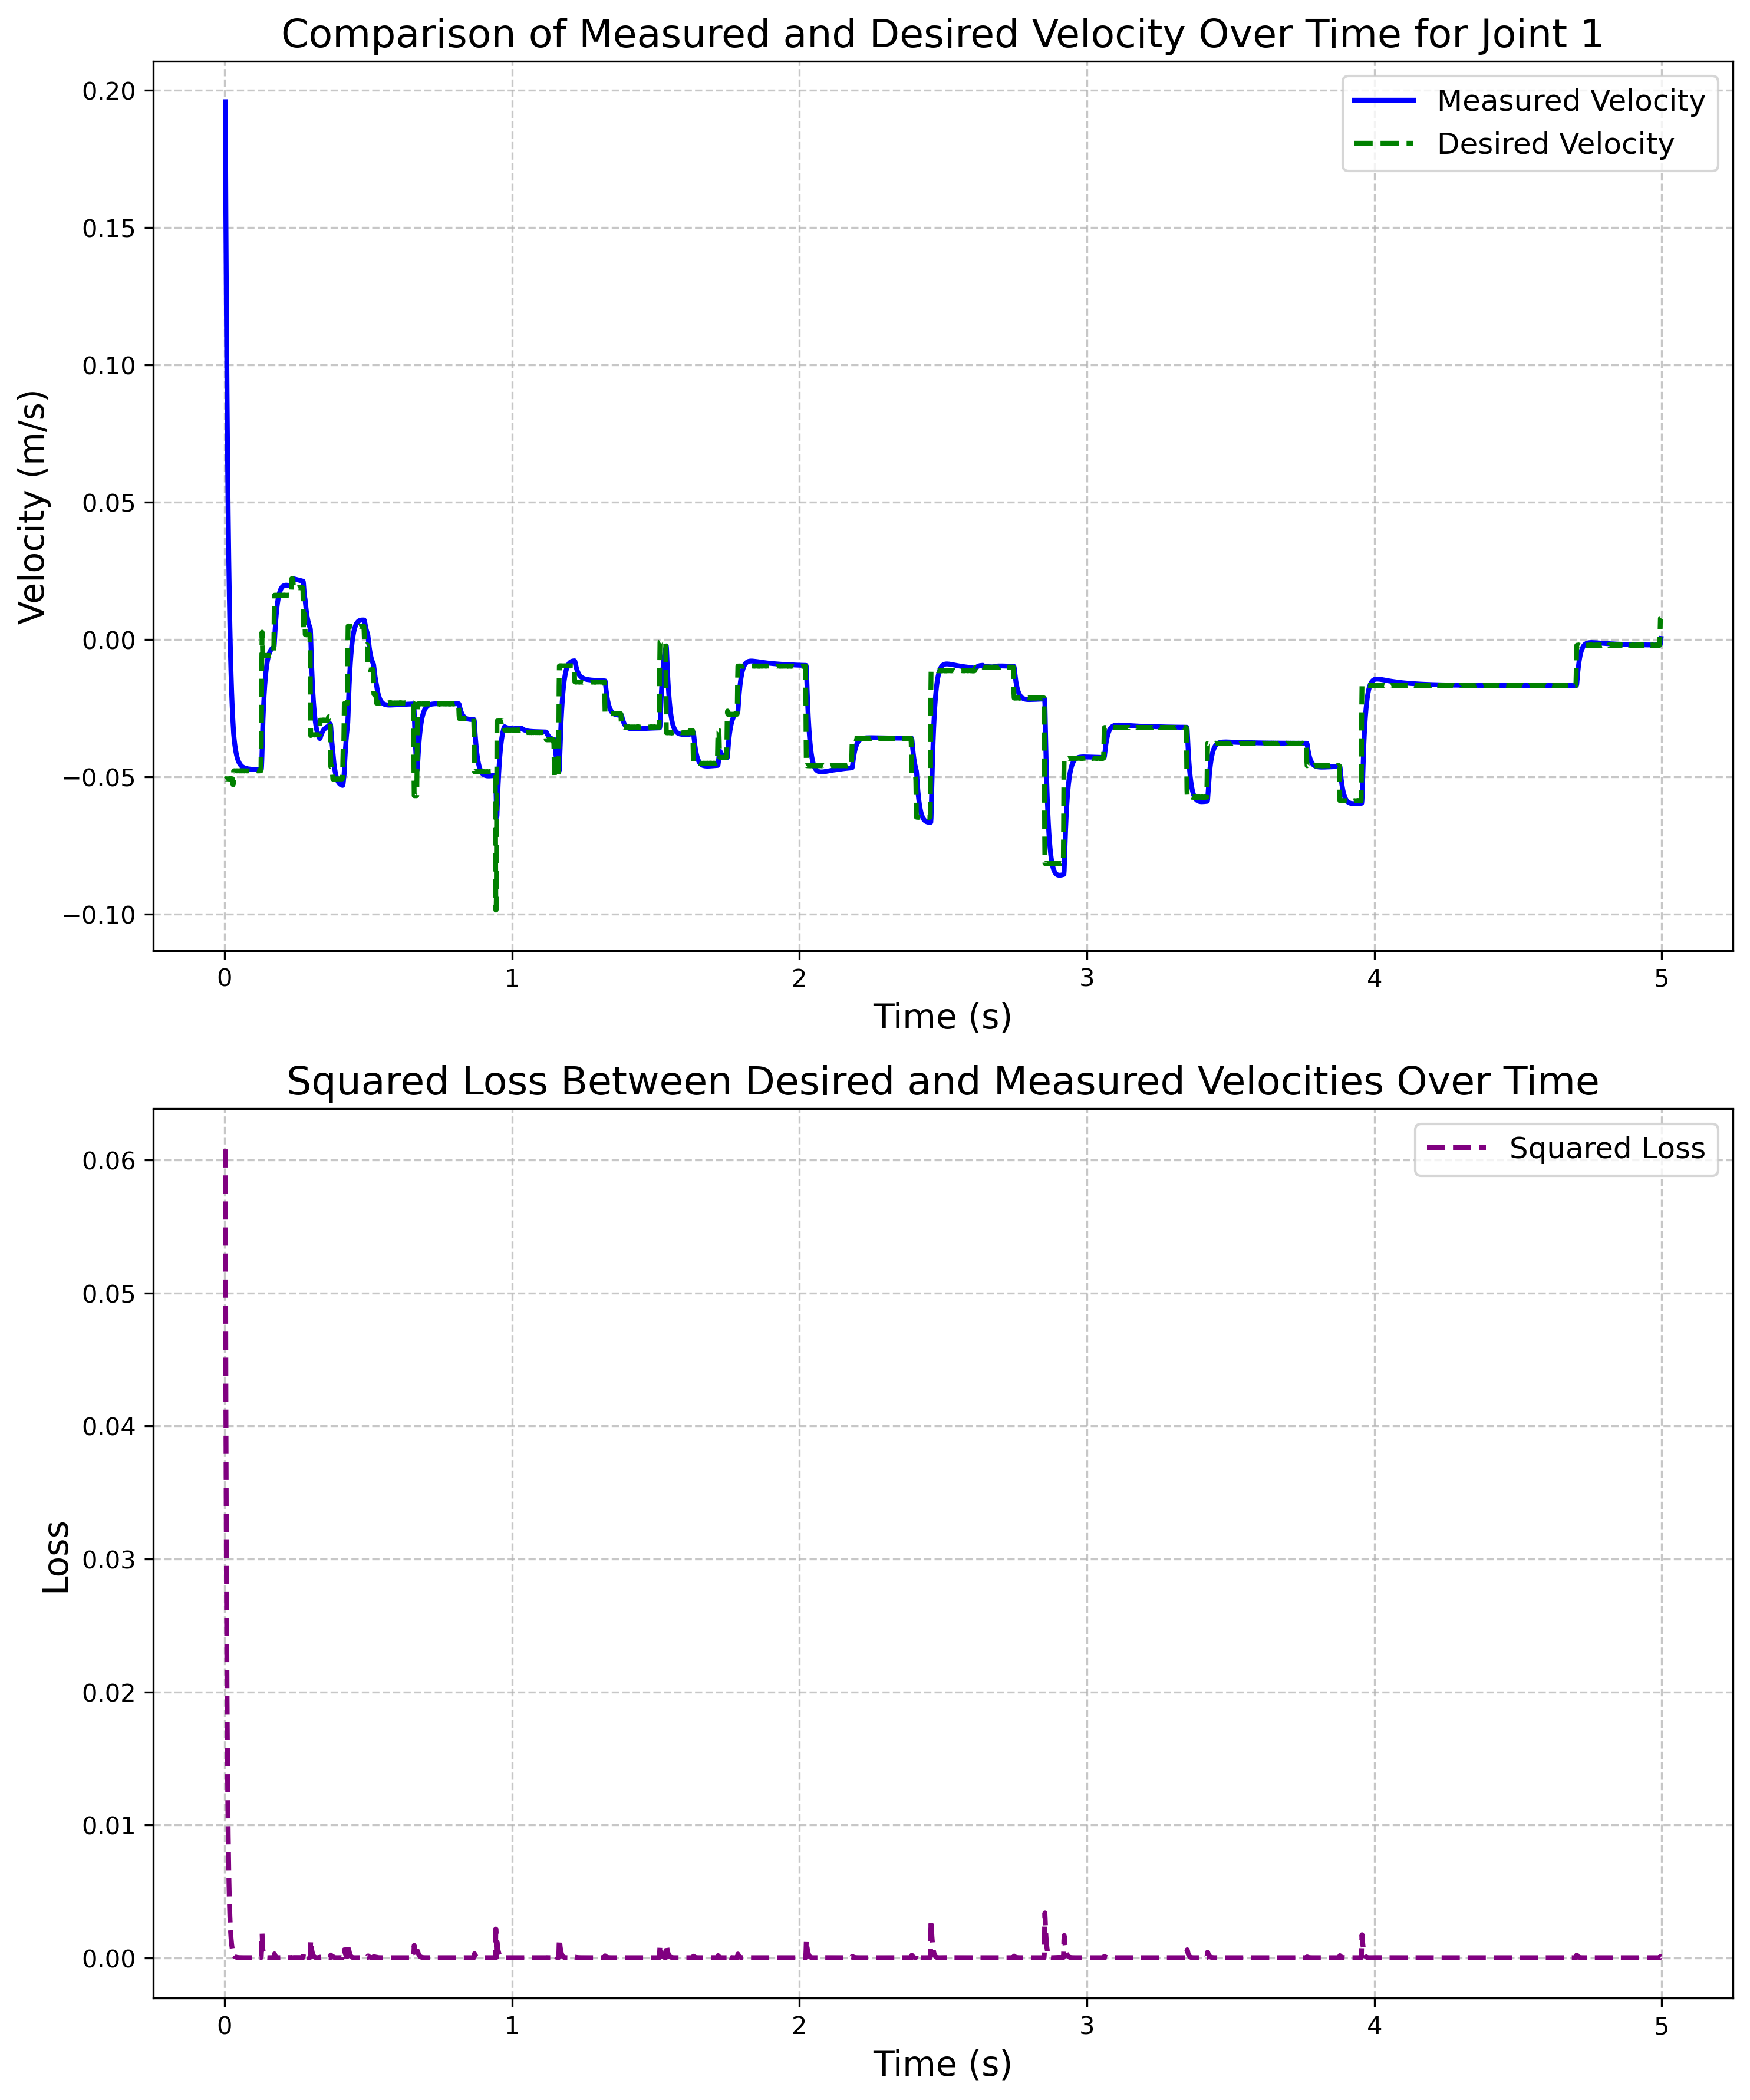 Comparison of Measured and Desired Velocity Over Time for Joint 1
Measured Velocity
Desired Velocity
0.20
0.15
0.10
0.05
0.00
−0.05
−0.10
Velocity (m/s)
0 1 2 3 4 5
Time (s)
Squared Loss Between Desired and Measured Velocities Over Time
Squared Loss
0.06
0.05
0.04
0.03
0.02
0.01
0.00
Loss
0 1 2 3 4 5
Time (s)